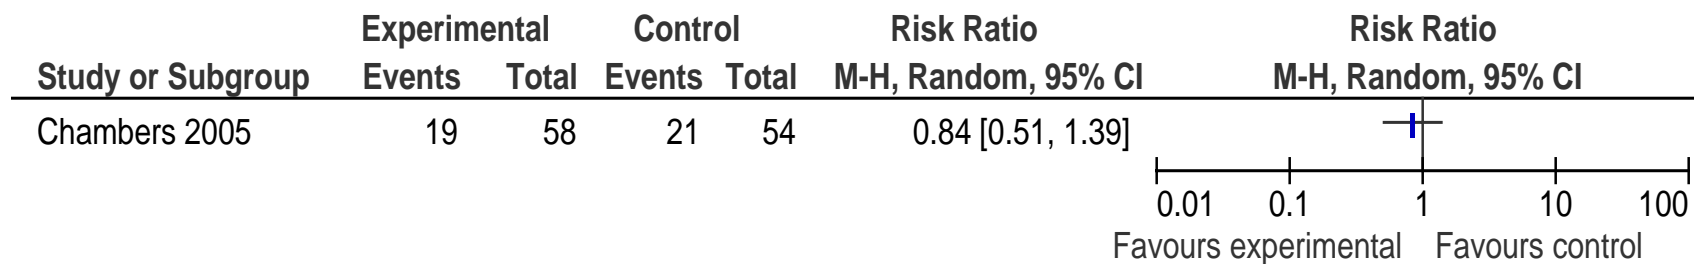 Experimental Control Risk Ratio Risk Ratio
Study or Subgroup Events Total Events Total M-H, Random, 95% CI M-H, Random, 95% CI
Chambers 2005 19 58 21 54 0.84 [0.51, 1.39]
0.01 0.1 1 10 100
Favours experimental Favours control